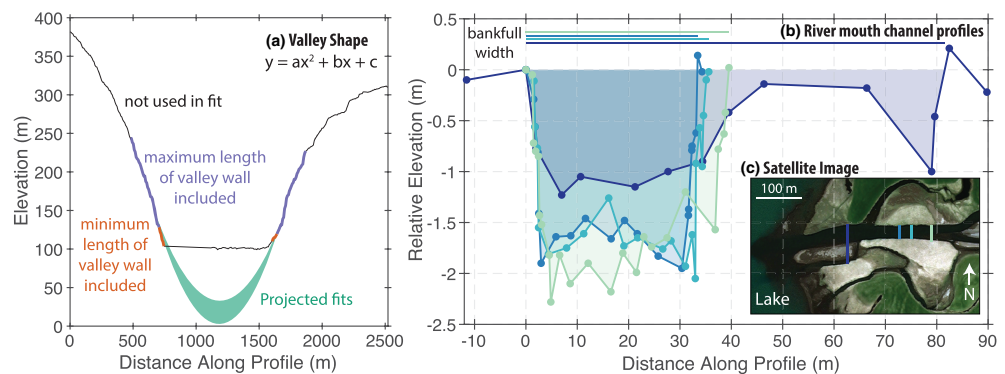 (a) Valley Shape
y = ax² + bx + c
not used in fit
maximum length
of valley wall
included
minimum
length of
valley wall
included
Projected fits
Elevation (m)
400
350
300
250
200
150
100
50
0
0
500
1000
1500
2000
2500
Distance Along Profile (m)
bankfull
width
(b) River mouth channel profiles
Relative Elevation (m)
0.5
0
-0.5
-1
-1.5
-2
-2.5
-10
0
10
20
30
40
50
60
70
80
90
Distance Along Profile (m)
(c) Satellite Image
100 m
Lake
N